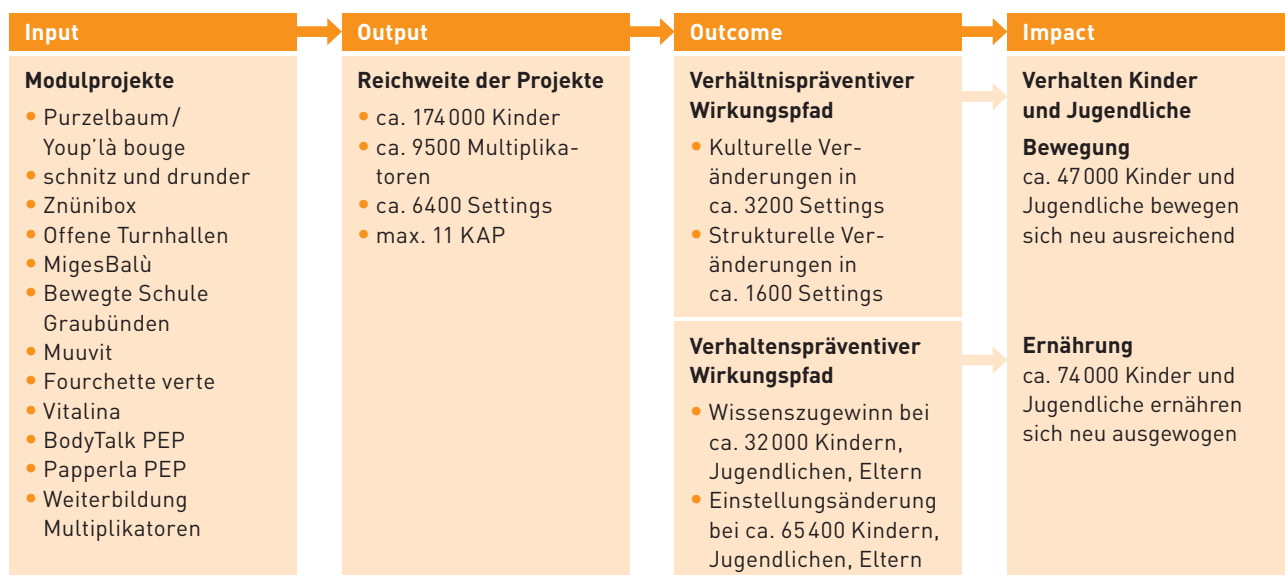 Input
Modulprojekte
• Purzelbaum/
Youp'là bouge
• schnitz und drunder
• Znünibox
• Offene Turnhallen
• MigesBalù
• Bewegte Schule
Graubünden
• Muuvit
• Fourchette verte
• Vitalina
• BodyTalk PEP
• Papperla PEP
• Weiterbildung
Multiplikatoren
Output
Reichweite der Projekte
• ca. 174 000 Kinder
• ca. 9500 Multiplika-
toren
• ca. 6400 Settings
• max. 11 KAP
Outcome
Verhältnispräventiver
Wirkungspfad
• Kulturelle Ver-
änderungen in
ca. 3200 Settings
• Strukturelle Ver-
änderungen in
ca. 1600 Settings
Verhaltenspräventiver
Wirkungspfad
• Wissenszugewinn bei
ca. 32 000 Kindern,
Jugendlichen, Eltern
• Einstellungsänderung
bei ca. 65 400 Kindern,
Jugendlichen, Eltern
Impact
Verhalten Kinder
und Jugendliche
Bewegung
ca. 47 000 Kinder und
Jugendliche bewegen
sich neu ausreichend
Ernährung
ca. 74 000 Kinder und
Jugendliche ernähren
sich neu ausgewogen